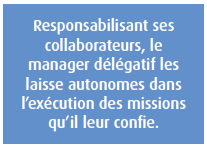 Responsabilisant ses
collaborateurs, le
manager délégatif les
laisse autonomes dans
l'exécution des missions
qu'il leur confie.